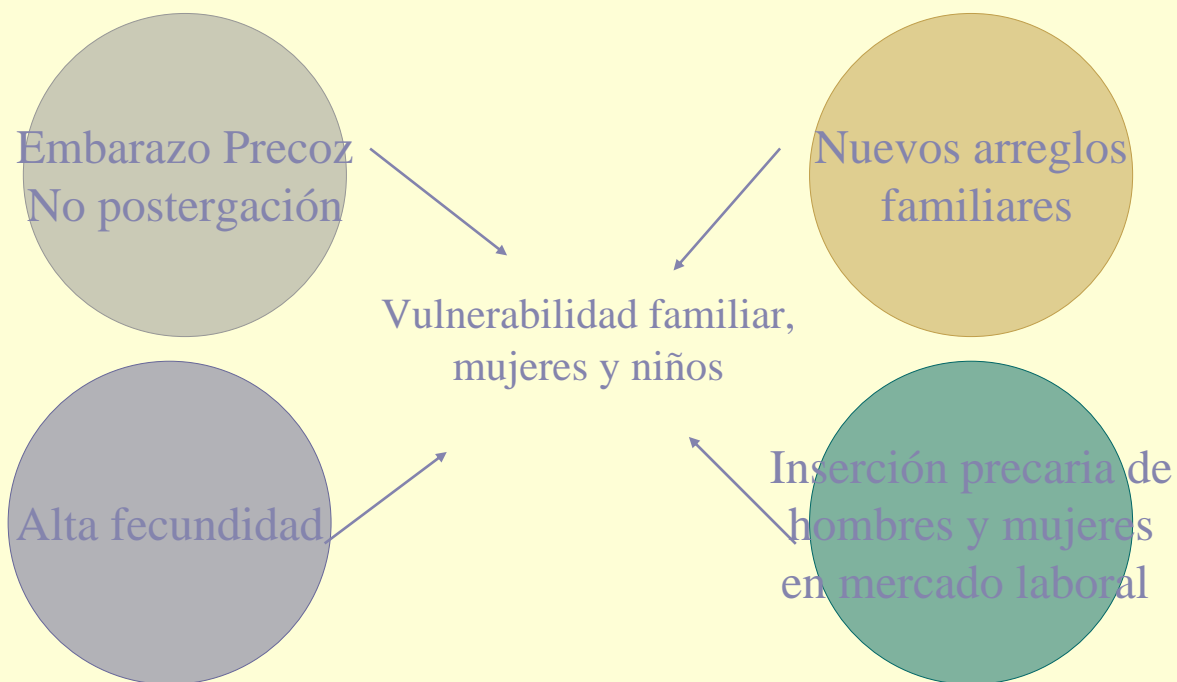 Embarazo Precoz
No postergación
Nuevos arreglos
familiares
Vulnerabilidad familiar,
mujeres y niños
Alta fecundidad
Inserción precaria de
hombres y mujeres
en mercado laboral